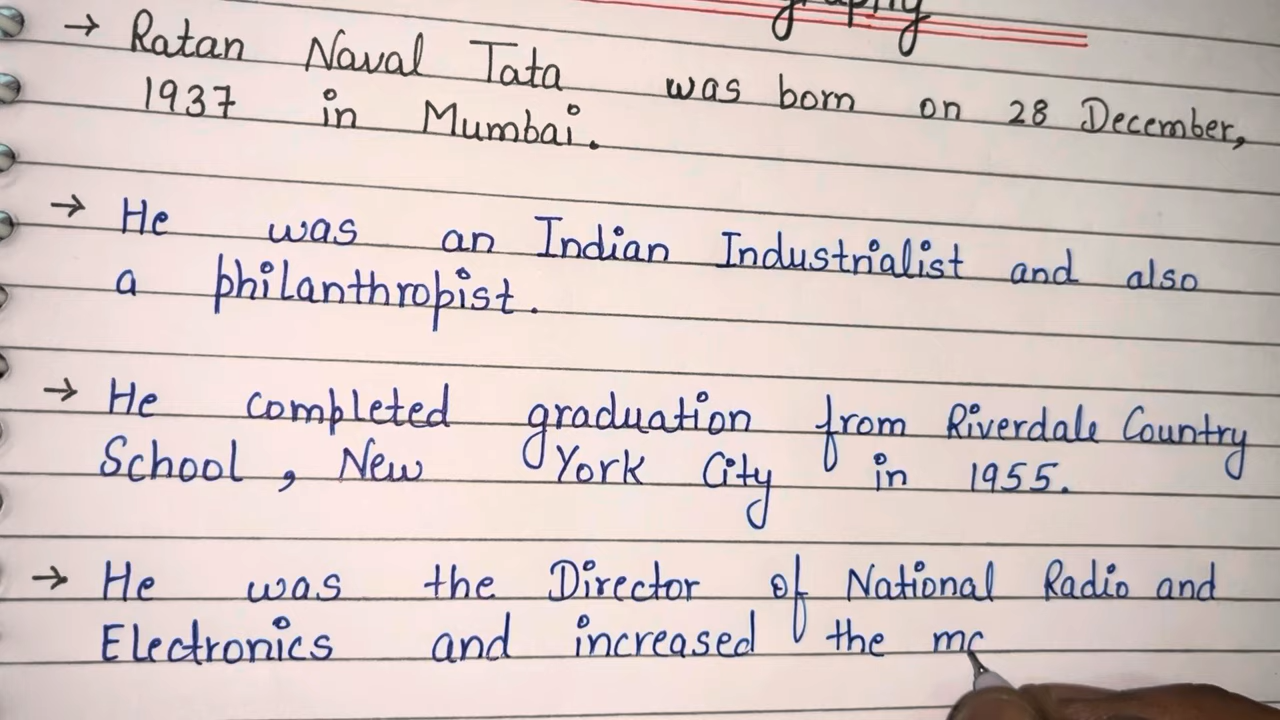 graphy
→ Ratan Naval Tata was born on 28 December,
1937 in Mumbai.
→ He was an Indian Industrialist and also
a philanthropist.
→ He completed graduation from Riverdale Country
School, New York City in 1955.
→ He was the Director of National Radio and
Electronics and increased the